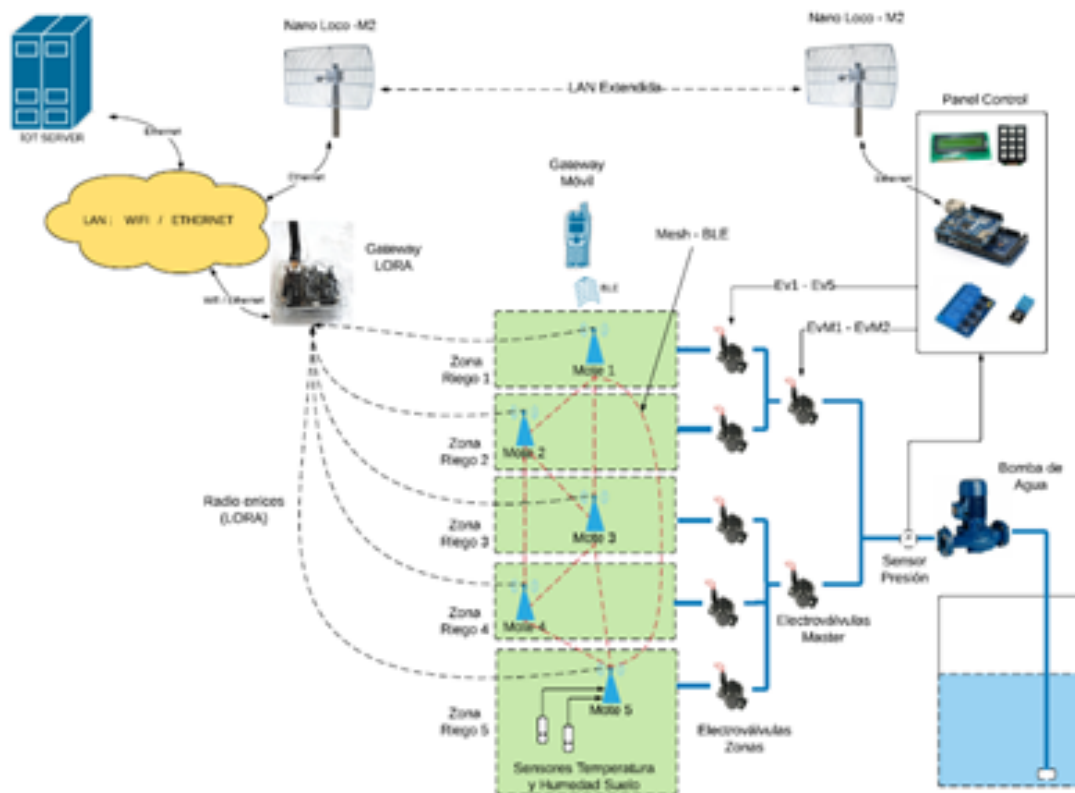 Nano Loco -M2
Nano Loco - M2
IOT SERVER
Ethernet
LAN Extendida
Panel Control
Ethernet
Ethernet
LAN : WIFI / ETHERNET
Gateway
LORA
Wifi / Ethernet
Gateway
Móvil
BLE
Mesh - BLE
Ev1 - Ev5
EvM1 - EvM2
Zona
Riego 1
Mote 1
Zona
Riego 2
Mote 2
Radio
(LORA)
Zona
Riego 3
Mote 3
Zona
Riego 4
Mote 4
Zona
Riego 5
Mote 5
Sensores Temperatura
y Humedad Suelo
Electroválvulas
Zonas
Electroválvulas
Master
Sensor
Presión
Bomba de
Agua